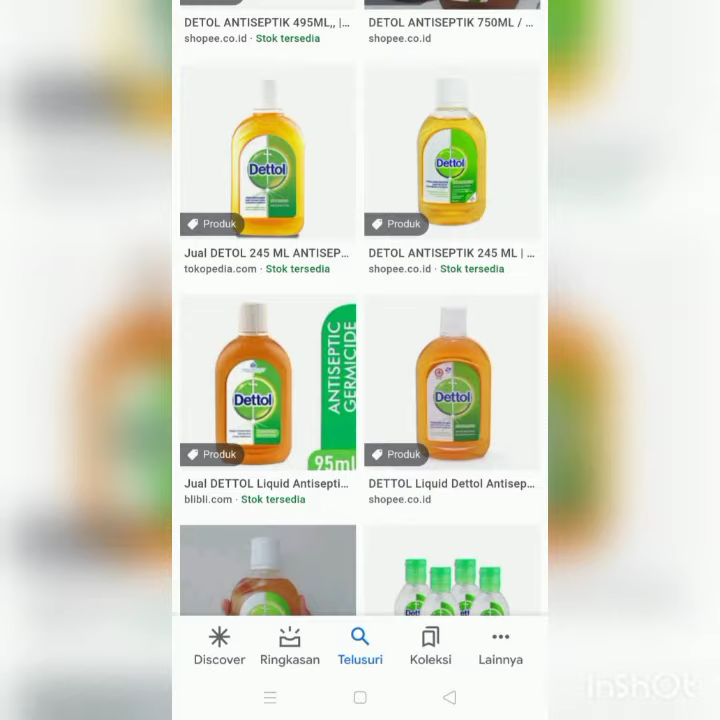 DETOL ANTISEPTIK 495ML,, |...
DETOL ANTISEPTIK 750ML / ...
shopee.co.id · Stok tersedia
shopee.co.id
Dettol
Dettol
Produk
Produk
Jual DETOL 245 ML ANTISEP...
DETOL ANTISEPTIK 245 ML | ...
tokopedia.com · Stok tersedia
shopee.co.id · Stok tersedia
ANTISEPTIC
GERMICIDE
Dettol
Dettol
Produk
Produk
95ml
Jual DETTOL Liquid Antisepti...
DETTOL Liquid Dettol Antisep...
blibli.com · Stok tersedia
shopee.co.id
Discover
Ringkasan
Telusuri
Koleksi
Lainnya
InShOt